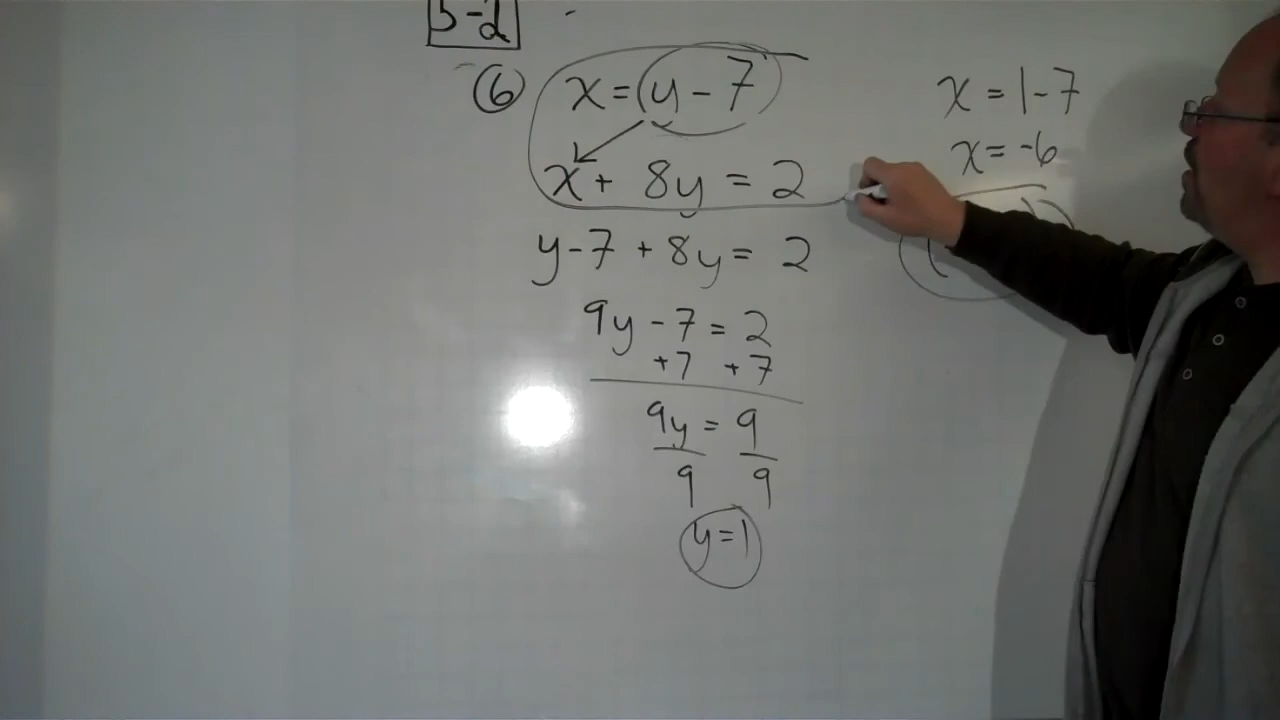 5-2
6 x = (y - 7)
x + 8y = 2
y - 7 + 8y = 2
9y - 7 = 2
+7 +7
9y = 9
9 9
y = 1
x = 1 - 7
x = -6